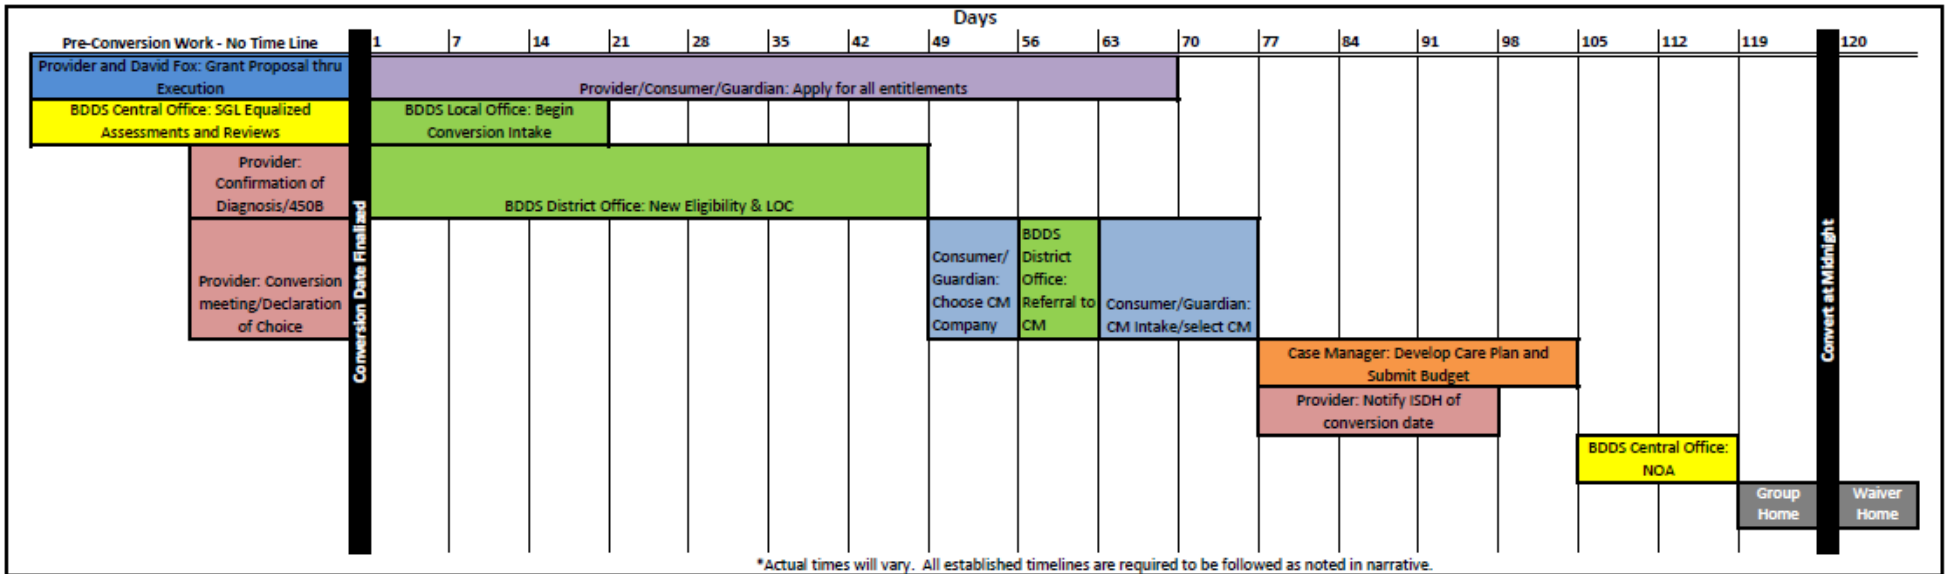 Days
Pre-Conversion Work - No Time Line
1 7 14 21 28 35 42 49 56 63 70 77 84 91 98 105 112 119 120
Provider and David Fox: Grant Proposal thru
Execution
Provider/Consumer/Guardian: Apply for all entitlements
BDDS Central Office: SGL Equalized
Assessments and Reviews
BDDS Local Office: Begin
Conversion Intake
Provider:
Confirmation of
Diagnosis/450B
BDDS District Office: New Eligibility & LOC
Conversion Date Finalized
Provider: Conversion
meeting/Declaration
of Choice
Consumer/
Guardian:
Choose CM
Company
BDDS
District
Office:
Referral to
CM
Consumer/Guardian:
CM Intake/select CM
Convert at Midnight
Case Manager: Develop Care Plan and
Submit Budget
Provider: Notify ISDH of
conversion date
BDDS Central Office:
NOA
Group
Home
Waiver
Home
*Actual times will vary. All established timelines are required to be followed as noted in narrative.